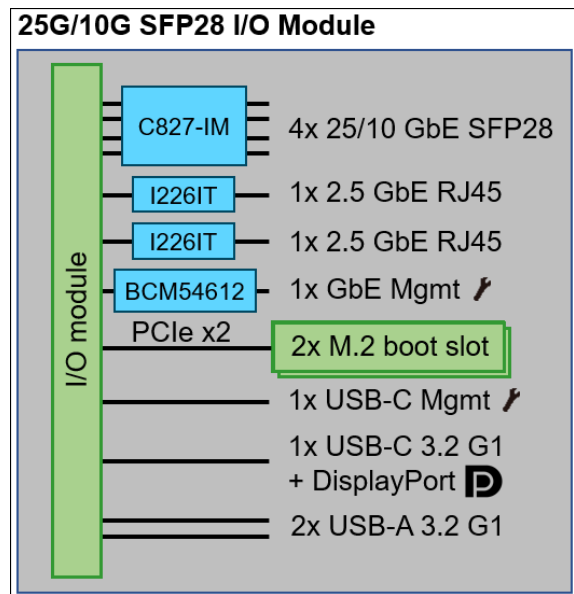 25G/10G SFP28 I/O Module
I/O module
C827-IM
4x 25/10 GbE SFP28
I226IT
1x 2.5 GbE RJ45
I226IT
1x 2.5 GbE RJ45
BCM54612
1x GbE Mgmt
PCIe x2
2x M.2 boot slot
1x USB-C Mgmt
1x USB-C 3.2 G1
+ DisplayPort
2x USB-A 3.2 G1